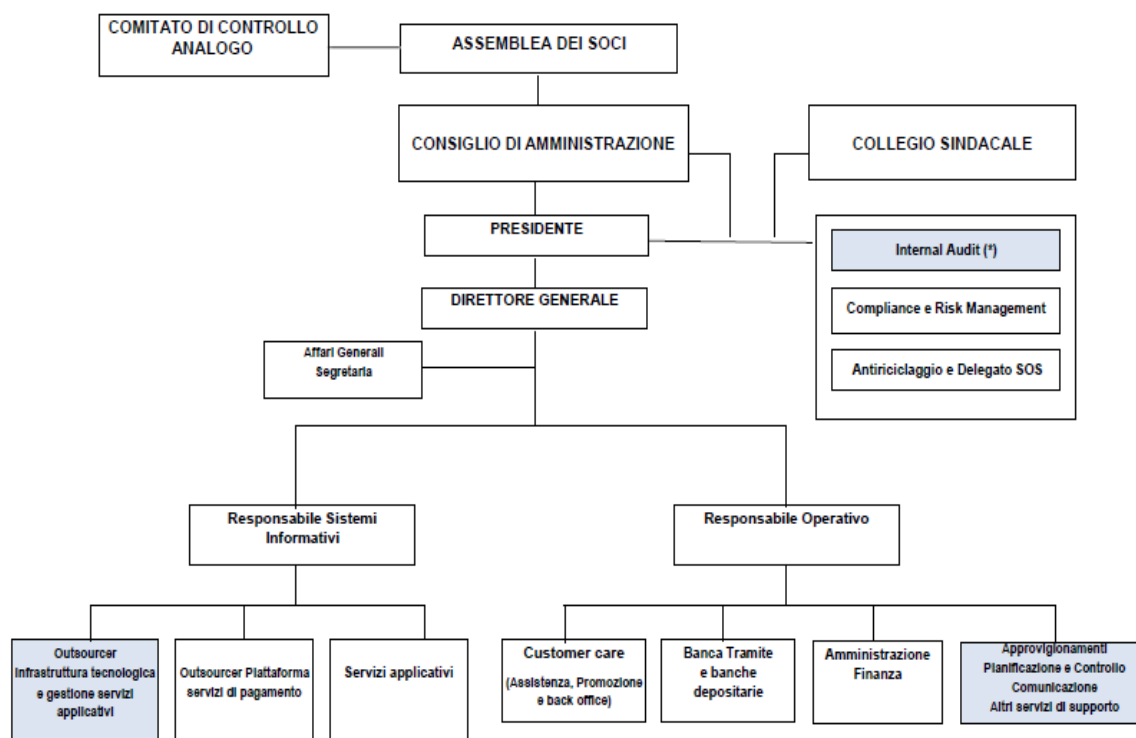 COMITATO DI CONTROLLO
ANALOGO
ASSEMBLEA DEI SOCI
CONSIGLIO DI AMMINISTRAZIONE
COLLEGIO SINDACALE
PRESIDENTE
Internal Audit (*)
DIRETTORE GENERALE
Compliance e Risk Management
Affari Generali
Segretaria
Antiriciclaggio e Delegato SOS
Responsabile Sistemi
Informativi
Responsabile Operativo
Outsourcer
Infrastruttura tecnologica
e gestione servizi
applicativi
Outsourcer Piattaforma
servizi di pagamento
Servizi applicativi
Customer care
(Assistenza, Promozione
e back office)
Banca Tramite
e banche
depositarie
Amministrazione
Finanza
Approvigionamenti
Planificazione e Controllo
Comunicazione
Altri servizi di supporto